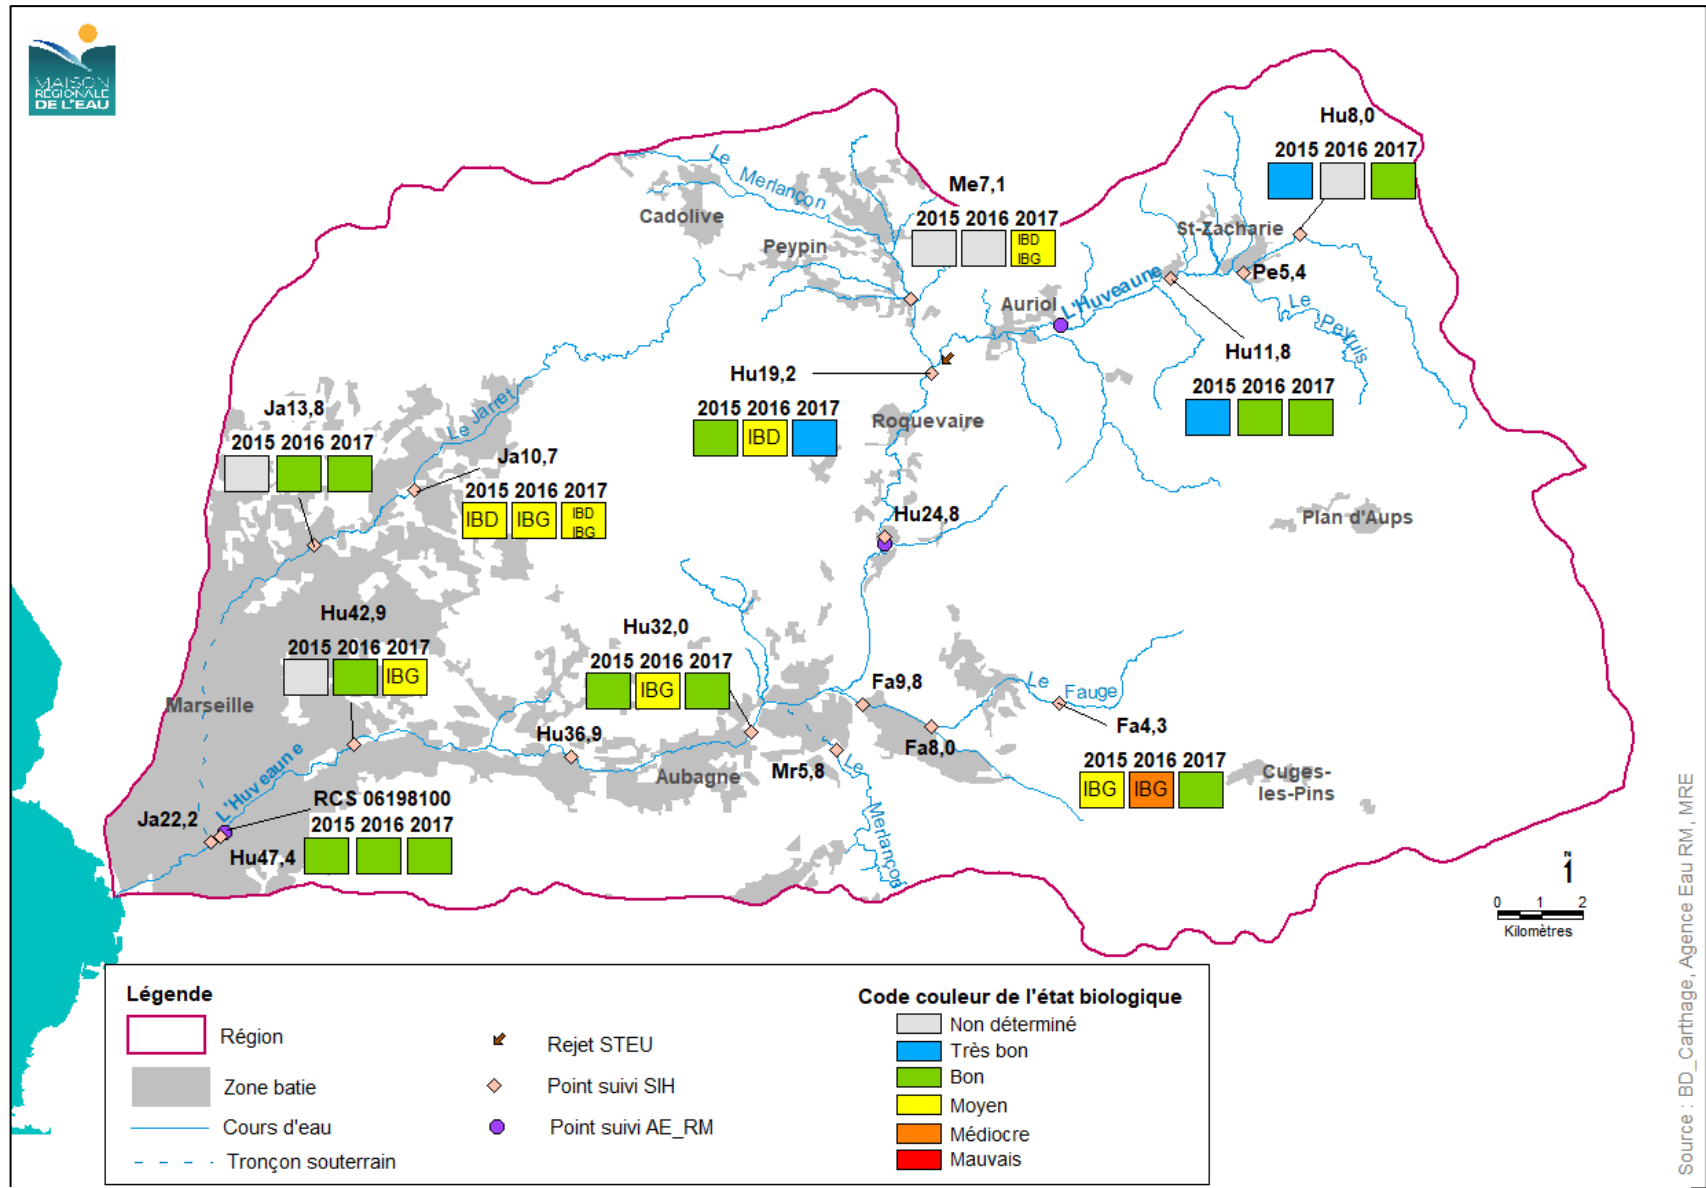 MAISON
RÉGIONALE
DE L'EAU
Hu8,0
2015 2016 2017
Me7,1
2015 2016 2017
IBD
IBG
Le Merlançon
Cadolive
Peypin
St-Zacharie
Pe5,4
Le Peyruis
L'Huveaune
Auriol
Hu11,8
2015 2016 2017
Hu19,2
2015 2016 2017
IBD
Roquevaire
Ja13,8
2015 2016 2017
Le Jarret
Ja10,7
2015 2016 2017
IBD IBG IBD
IBG
Hu24,8
Plan d'Aups
Hu42,9
2015 2016 2017
IBG
Hu32,0
2015 2016 2017
IBG
Marseille
Fa9,8
Le Fauge
Fa4,3
Hu36,9
Fa8,0
Aubagne
Mr5,8
Le Merlançon
2015 2016 2017
IBG IBG
Cuges-
les-Pins
L'Huveaune
RCS 06198100
Ja22,2
2015 2016 2017
Hu47,4
N
0 1 2
Kilomètres
Légende
Région
Zone batie
Cours d'eau
Tronçon souterrain
Rejet STEU
Point suivi SIH
Point suivi AE_RM
Code couleur de l'état biologique
Non déterminé
Très bon
Bon
Moyen
Médiocre
Mauvais
Source : BD_Carthage, Agence Eau RM, MRE